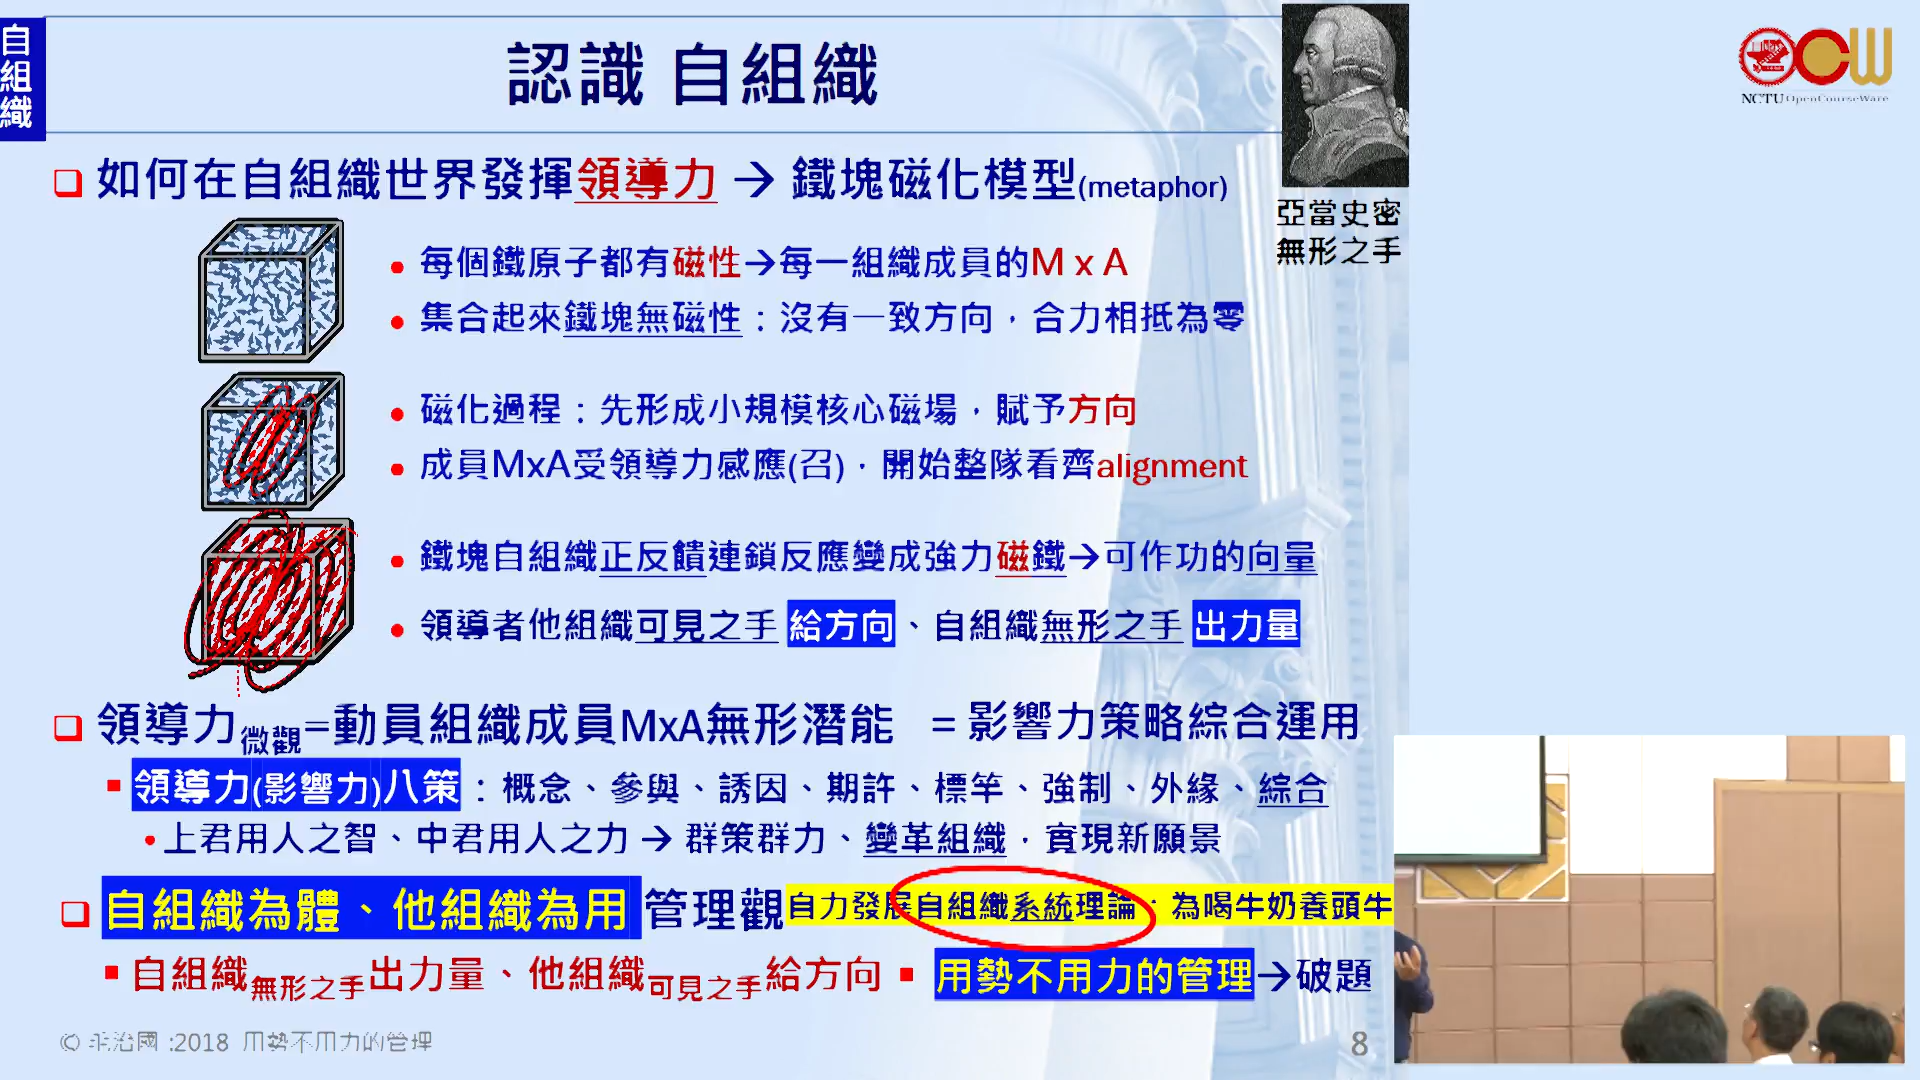 自組織
認識 自組織
NCTU OpenCourseWare
亞當史密
無形之手
如何在自組織世界發揮領導力→鐵塊磁化模型(metaphor)
每個鐵原子都有磁性→每一組織成員的M x A
集合起來鐵塊無磁性：沒有一致方向，合力相抵為零
磁化過程：先形成小規模核心磁場，賦予方向
成員MxA受領導力感應(召)，開始整隊看齊alignment
鐵塊自組織正反饋連鎖反應變成強力磁鐵→可作功的向量
領導者他組織可見之手 給方向、自組織無形之手 出力量
領導力微觀=動員組織成員MxA無形潛能 = 影響力策略綜合運用
領導力(影響力)八策：概念、參與、誘因、期許、標竿、強制、外緣、綜合
上君用人之智、中君用人之力→群策群力、變革組織，實現新願景
自組織為體、他組織為用 管理觀 自力發展自組織系統理論：為喝牛奶養頭牛
自組織無形之手出力量、他組織可見之手給方向 用勢不用力的管理→破題
© 毛治國 :2018 用勢不用力的管理
8